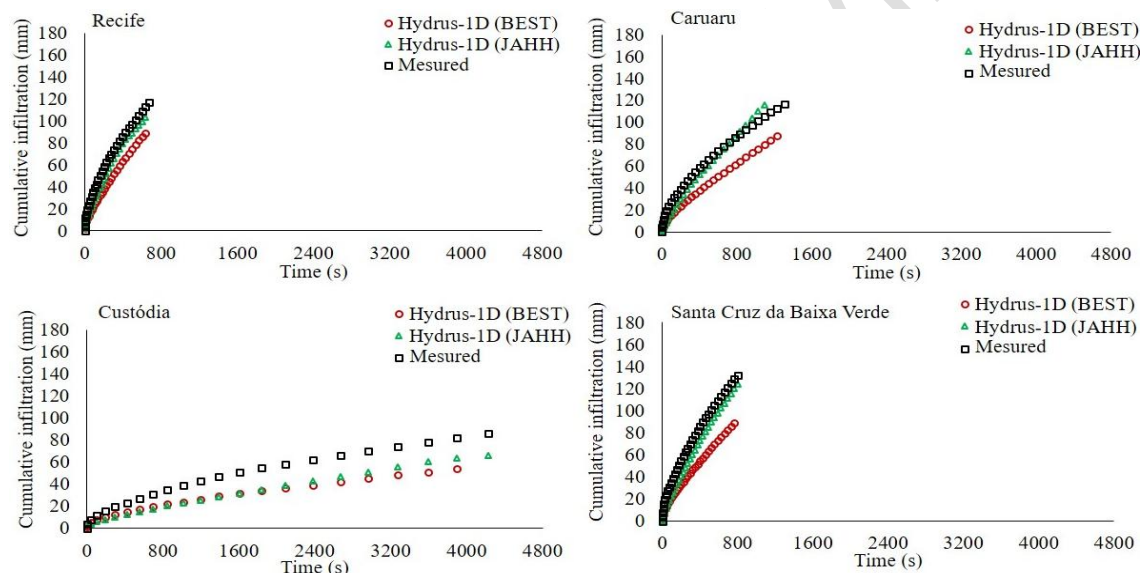 Recife
Hydrus-1D (BEST)
Hydrus-1D (JAHH)
Mesured
Cumulative infiltration (mm)
180
160
140
120
100
80
60
40
20
0
0 800 1600 2400 3200 4000 4800
Time (s)
Caruaru
Hydrus-1D (BEST)
Hydrus-1D (JAHH)
Mesured
Cumulative infiltration (mm)
180
160
140
120
100
80
60
40
20
0
0 800 1600 2400 3200 4000 4800
Time (s)
Custódia
Hydrus-1D (BEST)
Hydrus-1D (JAHH)
Mesured
Cumulative infiltration (mm)
180
160
140
120
100
80
60
40
20
0
0 800 1600 2400 3200 4000 4800
Time (s)
Santa Cruz da Baixa Verde
Hydrus-1D (BEST)
Hydrus-1D (JAHH)
Mesured
Cumulative infiltration (mm)
180
160
140
120
100
80
60
40
20
0
0 800 1600 2400 3200 4000 4800
Time (s)